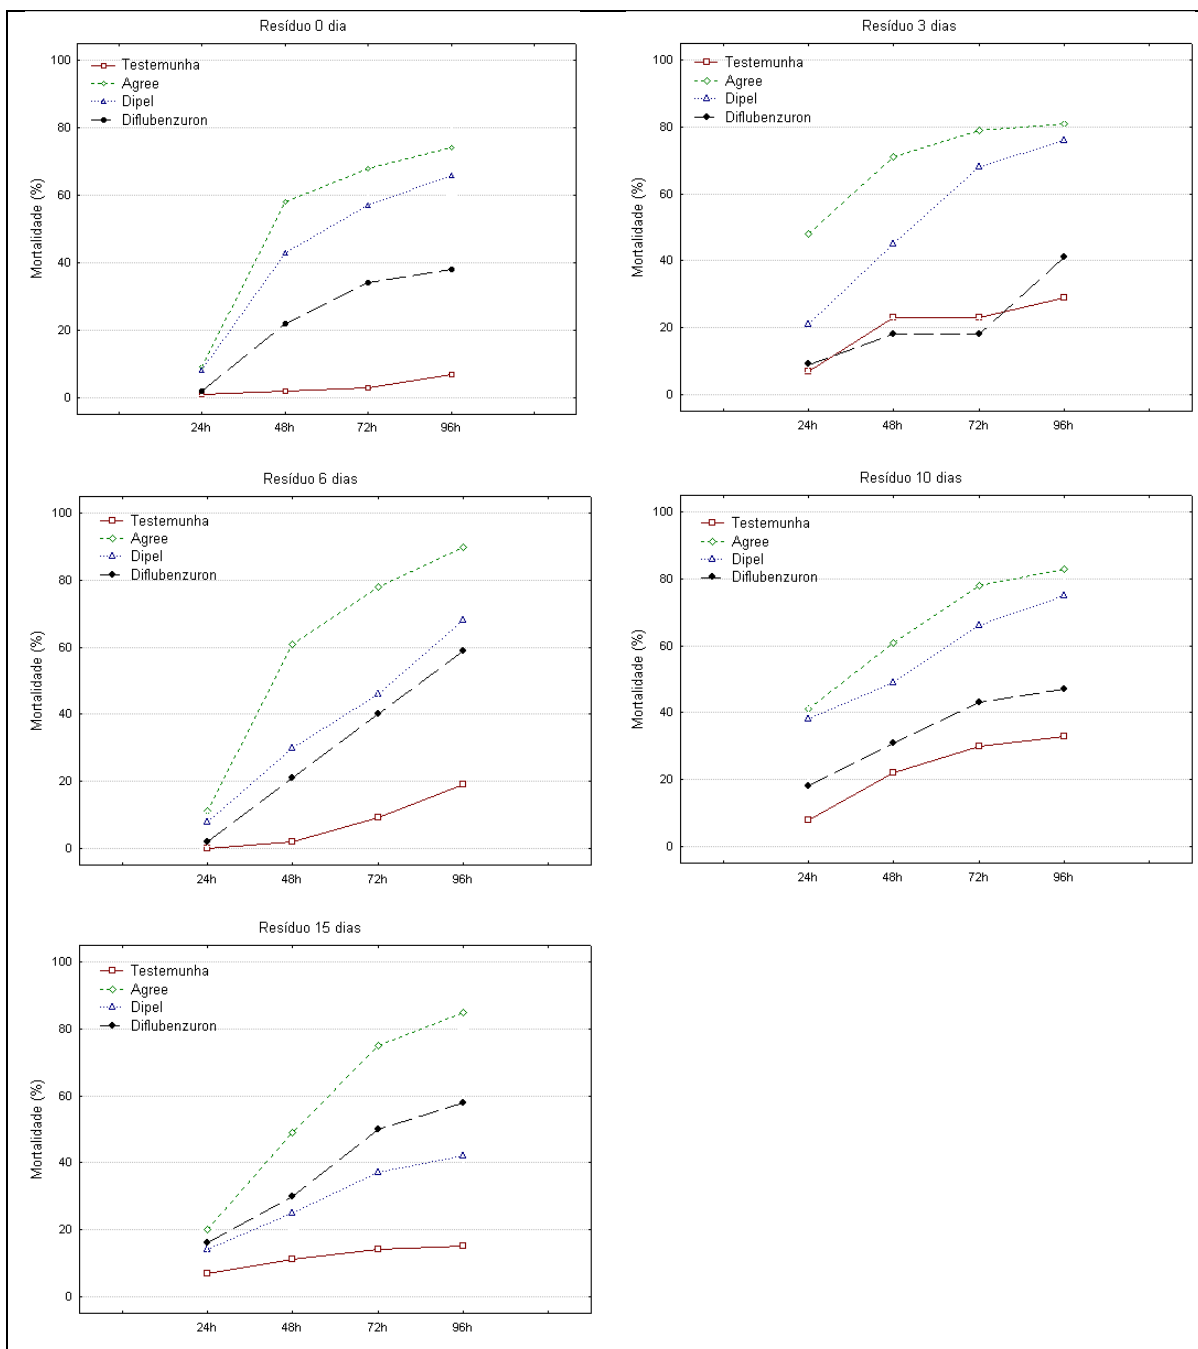 Resíduo 0 dia
Mortalidade (%)
100
80
60
40
20
0
Testemunha
Agree
Dipel
Diflubenzuron
24h 48h 72h 96h
Resíduo 3 dias
Mortalidade (%)
100
80
60
40
20
0
Testemunha
Agree
Dipel
Diflubenzuron
24h 48h 72h 96h
Resíduo 6 dias
Mortalidade (%)
100
80
60
40
20
0
Testemunha
Agree
Dipel
Diflubenzuron
24h 48h 72h 96h
Resíduo 10 dias
Mortalidade (%)
100
80
60
40
20
0
Testemunha
Agree
Dipel
Diflubenzuron
24h 48h 72h 96h
Resíduo 15 dias
Mortalidade (%)
100
80
60
40
20
0
Testemunha
Agree
Dipel
Diflubenzuron
24h 48h 72h 96h